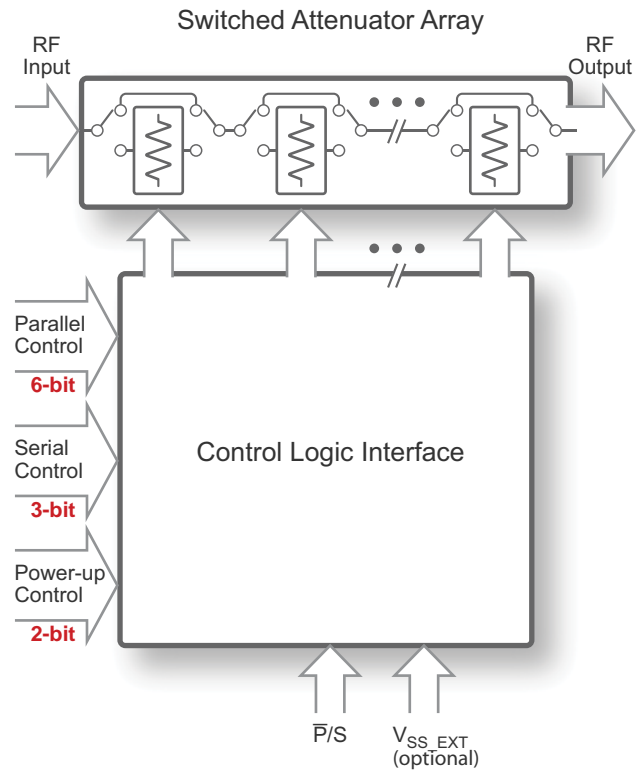 Switched Attenuator Array
RF
Input
RF
Output
Parallel
Control
6-bit
Serial
Control
3-bit
Power-up
Control
2-bit
Control Logic Interface
P̅/S
VSS_EXT
(optional)